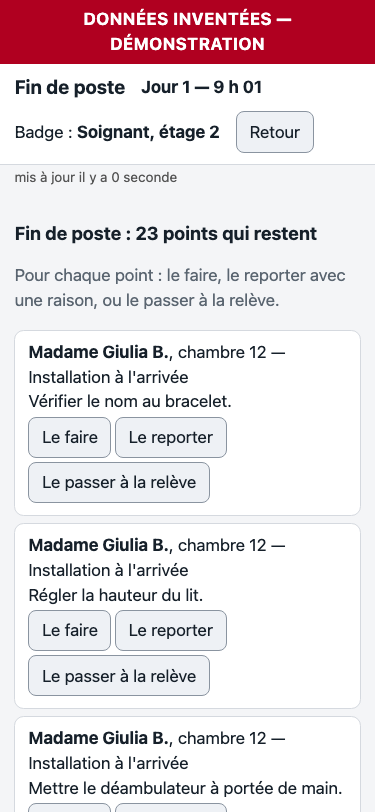 DONNÉES INVENTÉES —
DÉMONSTRATION
Fin de poste Jour 1 — 9 h 01
Badge : Soignant, étage 2 Retour
mis à jour il y a 0 seconde
Fin de poste : 23 points qui restent
Pour chaque point : le faire, le reporter avec
une raison, ou le passer à la relève.
Madame Giulia B., chambre 12 —
Installation à l'arrivée
Vérifier le nom au bracelet.
Le faire Le reporter
Le passer à la relève
Madame Giulia B., chambre 12 —
Installation à l'arrivée
Régler la hauteur du lit.
Le faire Le reporter
Le passer à la relève
Madame Giulia B., chambre 12 —
Installation à l'arrivée
Mettre le déambulateur à portée de main.